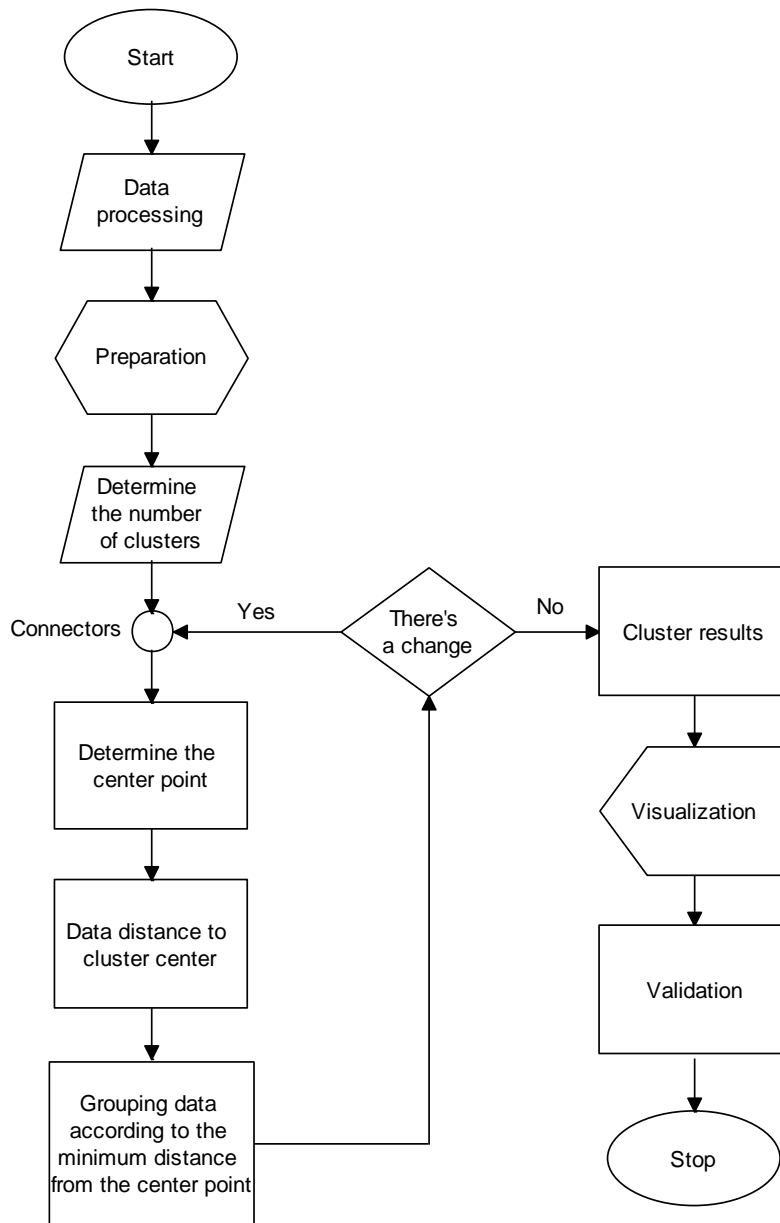 Start
Data
processing
Preparation
Determine
the number
of clusters
Connectors
Yes
There's
a change
No
Cluster results
Determine the
center point
Visualization
Data distance to
cluster center
Validation
Grouping data
according to the
minimum distance
from the center point
Stop